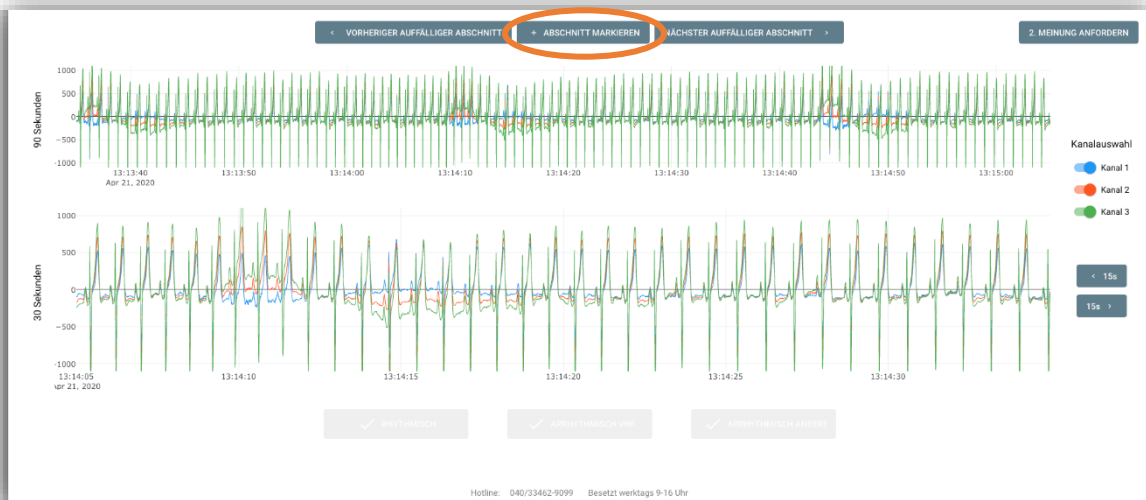 ‹ VORHERIGER AUFFÄLLIGER ABSCHNITT
+ ABSCHNITT MARKIEREN
NÄCHSTER AUFFÄLLIGER ABSCHNITT ›
2. MEINUNG ANFORDERN
90 Sekunden
1000
500
0
−500
-1000
13:13:40 13:13:50 13:14:00 13:14:10 13:14:20 13:14:30 13:14:40 13:14:50 13:15:00
Apr 21, 2020
Kanalauswahl
Kanal 1
Kanal 2
Kanal 3
30 Sekunden
1000
500
0
−500
-1000
13:14:05 13:14:10 13:14:15 13:14:20 13:14:25 13:14:30
Apr 21, 2020
‹ 15s
15s ›
✓ RHYTHMISCH
✓ ARRHYTHMISCH VHF
✓ ARRHYTHMISCH ANDERE
Hotline: 040/33462-9099 Besetzt werktags 9-16 Uhr